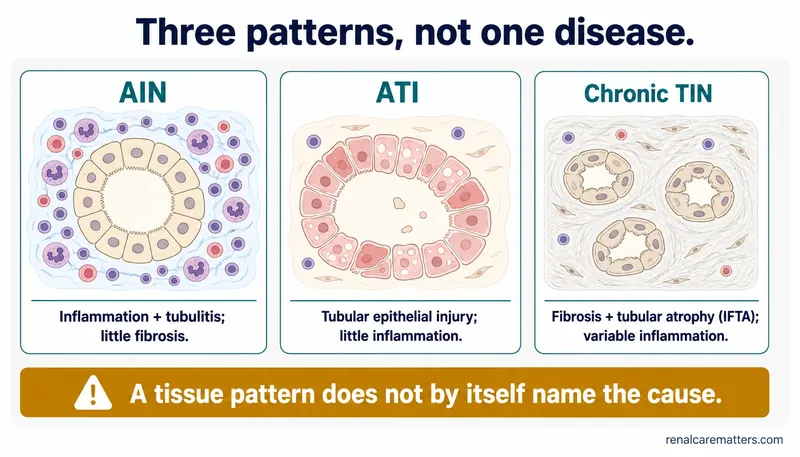 Three patterns, not one disease.
AIN
Inflammation + tubulitis;
little fibrosis.
ATI
Tubular epithelial injury;
little inflammation.
Chronic TIN
Fibrosis + tubular atrophy (IFTA);
variable inflammation.
A tissue pattern does not by itself name the cause.
renalcarematters.com